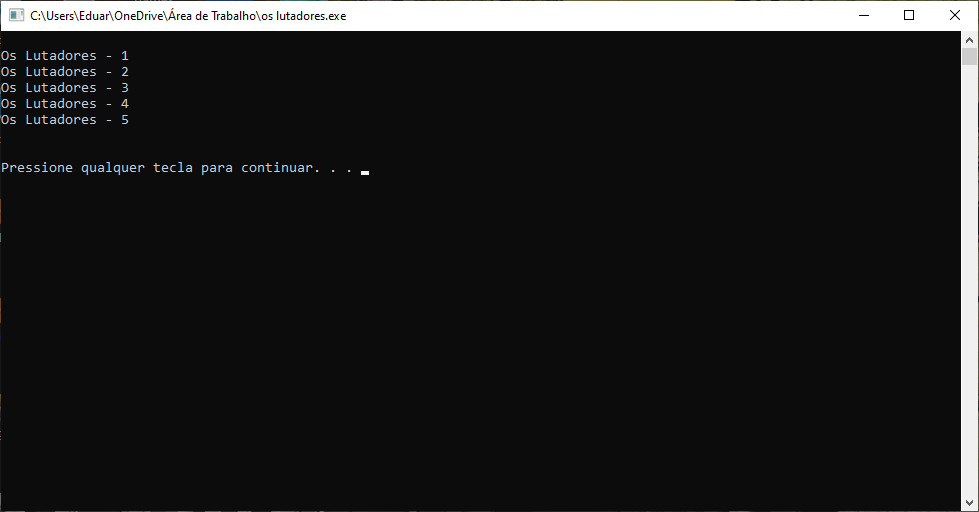 C:\Users\Eduar\OneDrive\Área de Trabalho\os lutadores.exe
Os Lutadores - 1
Os Lutadores - 2
Os Lutadores - 3
Os Lutadores - 4
Os Lutadores - 5
Pressione qualquer tecla para continuar. . .